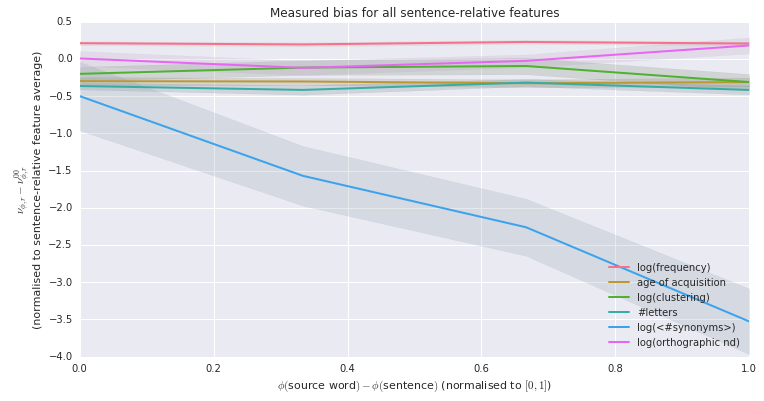 Measured bias for all sentence-relative features
ν_{ϕ,r} − ν^{00}_{ϕ,r}
(normalised to sentence-relative feature average)
0.5
0.0
−0.5
−1.0
−1.5
−2.0
−2.5
−3.0
−3.5
−4.0
log(frequency)
age of acquisition
log(clustering)
#letters
log(<#synonyms>)
log(orthographic nd)
0.0 0.2 0.4 0.6 0.8 1.0
ϕ(source word) − ϕ(sentence) (normalised to [0, 1])